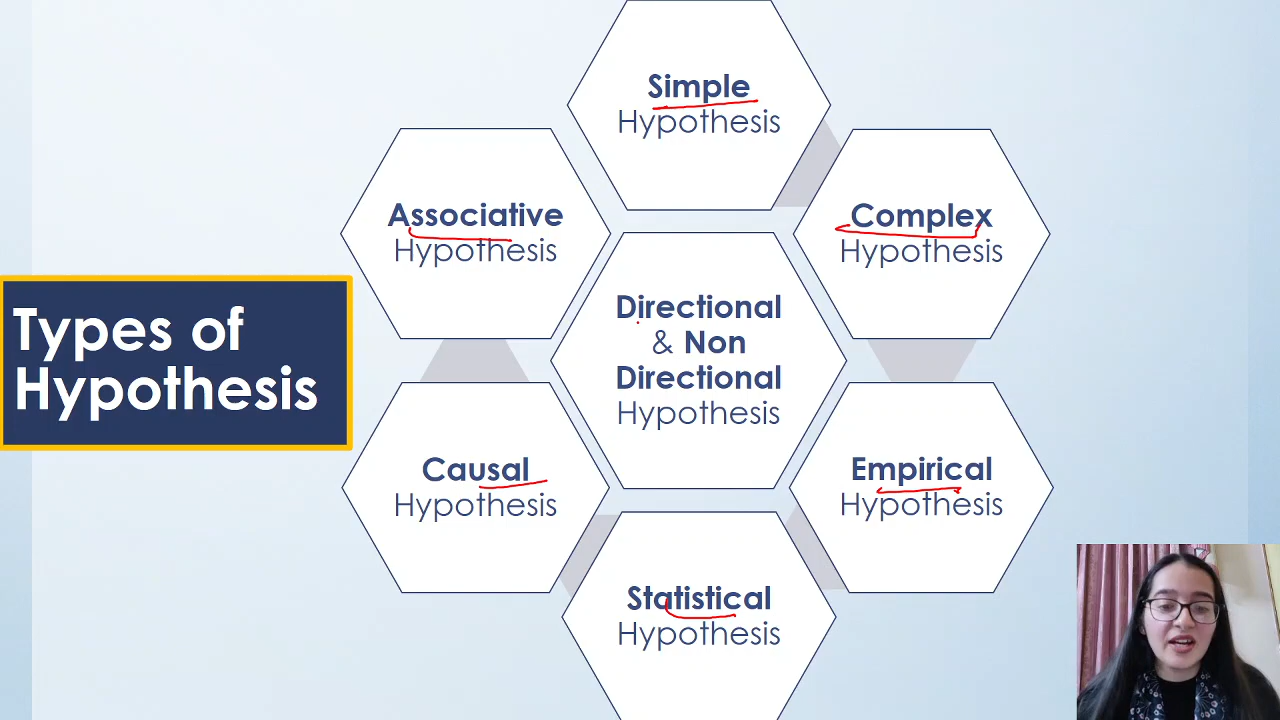 Types of
Hypothesis
Simple
Hypothesis
Complex
Hypothesis
Empirical
Hypothesis
Statistical
Hypothesis
Causal
Hypothesis
Associative
Hypothesis
Directional
& Non
Directional
Hypothesis